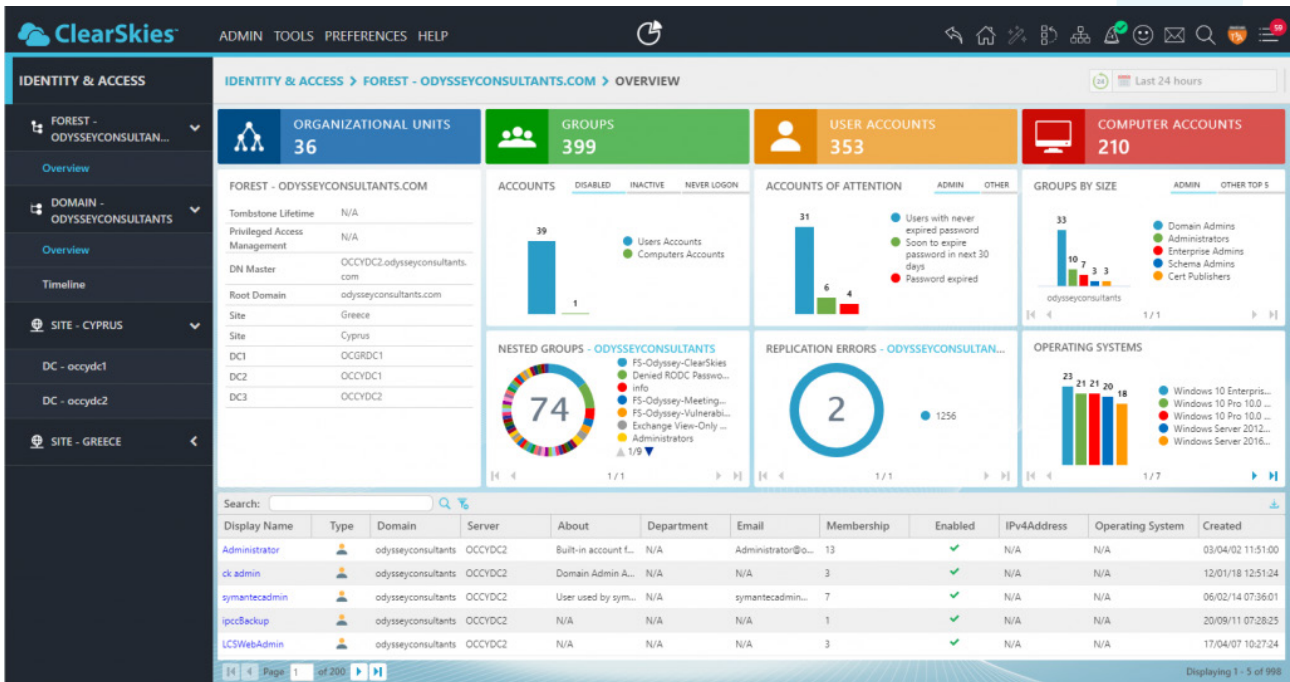 ClearSkies
ADMIN TOOLS PREFERENCES HELP
59
IDENTITY & ACCESS
FOREST -
ODYSSEYCONSULTAN...
Overview
DOMAIN -
ODYSSEYCONSULTANTS
Overview
Timeline
SITE - CYPRUS
DC - occydc1
DC - occydc2
SITE - GREECE
IDENTITY & ACCESS > FOREST - ODYSSEYCONSULTANTS.COM > OVERVIEW
24 Last 24 hours
ORGANIZATIONAL UNITS
36
GROUPS
399
USER ACCOUNTS
353
COMPUTER ACCOUNTS
210
FOREST - ODYSSEYCONSULTANTS.COM
Tombstone Lifetime N/A
Privileged Access
Management N/A
DN Master OCCYDC2.odysseyconsultants.
com
Root Domain odysseyconsultants.com
Site Greece
Site Cyprus
DC1 OCGRDC1
DC2 OCCYDC1
DC3 OCCYDC2
ACCOUNTS DISABLED INACTIVE NEVER LOGON
39
1
Users Accounts
Computers Accounts
ACCOUNTS OF ATTENTION ADMIN OTHER
31
6
4
Users with never
expired password
Soon to expire
password in next 30
days
Password expired
GROUPS BY SIZE ADMIN OTHER TOP 5
33
10
7
3
3
odysseyconsultants
Domain Admins
Administrators
Enterprise Admins
Schema Admins
Cert Publishers
1/1
NESTED GROUPS - ODYSSEYCONSULTANTS
74
FS-Odyssey-ClearSkies
Denied RODC Passwo...
info
FS-Odyssey-Meeting...
FS-Odyssey-Vulnerabi...
Exchange View-Only ...
Administrators
1/9
1/1
REPLICATION ERRORS - ODYSSEYCONSULTAN...
2
1256
1/1
OPERATING SYSTEMS
23
21
21
20
18
Windows 10 Enterpris...
Windows 10 Pro 10.0 ...
Windows 10 Pro 10.0 ...
Windows Server 2012...
Windows Server 2016...
1/7
Search:
Display Name Type Domain Server About Department Email Membership Enabled IPv4Address Operating System Created
Administrator odysseyconsultants OCCYDC2 Built-in account f... N/A Administrator@o... 13 N/A N/A 03/04/02 11:51:00
ck admin odysseyconsultants OCCYDC2 Domain Admin A... N/A N/A 3 N/A N/A 12/01/18 12:51:24
symantecadmin odysseyconsultants OCCYDC2 User used by sym... N/A symantecadmin... 7 N/A N/A 06/02/14 07:36:01
ipccBackup odysseyconsultants OCCYDC2 N/A N/A N/A 1 N/A N/A 20/09/11 07:28:25
LCSWebAdmin odysseyconsultants OCCYDC2 N/A N/A N/A 3 N/A N/A 17/04/07 10:27:24
Page 1 of 200
Displaying 1 - 5 of 998